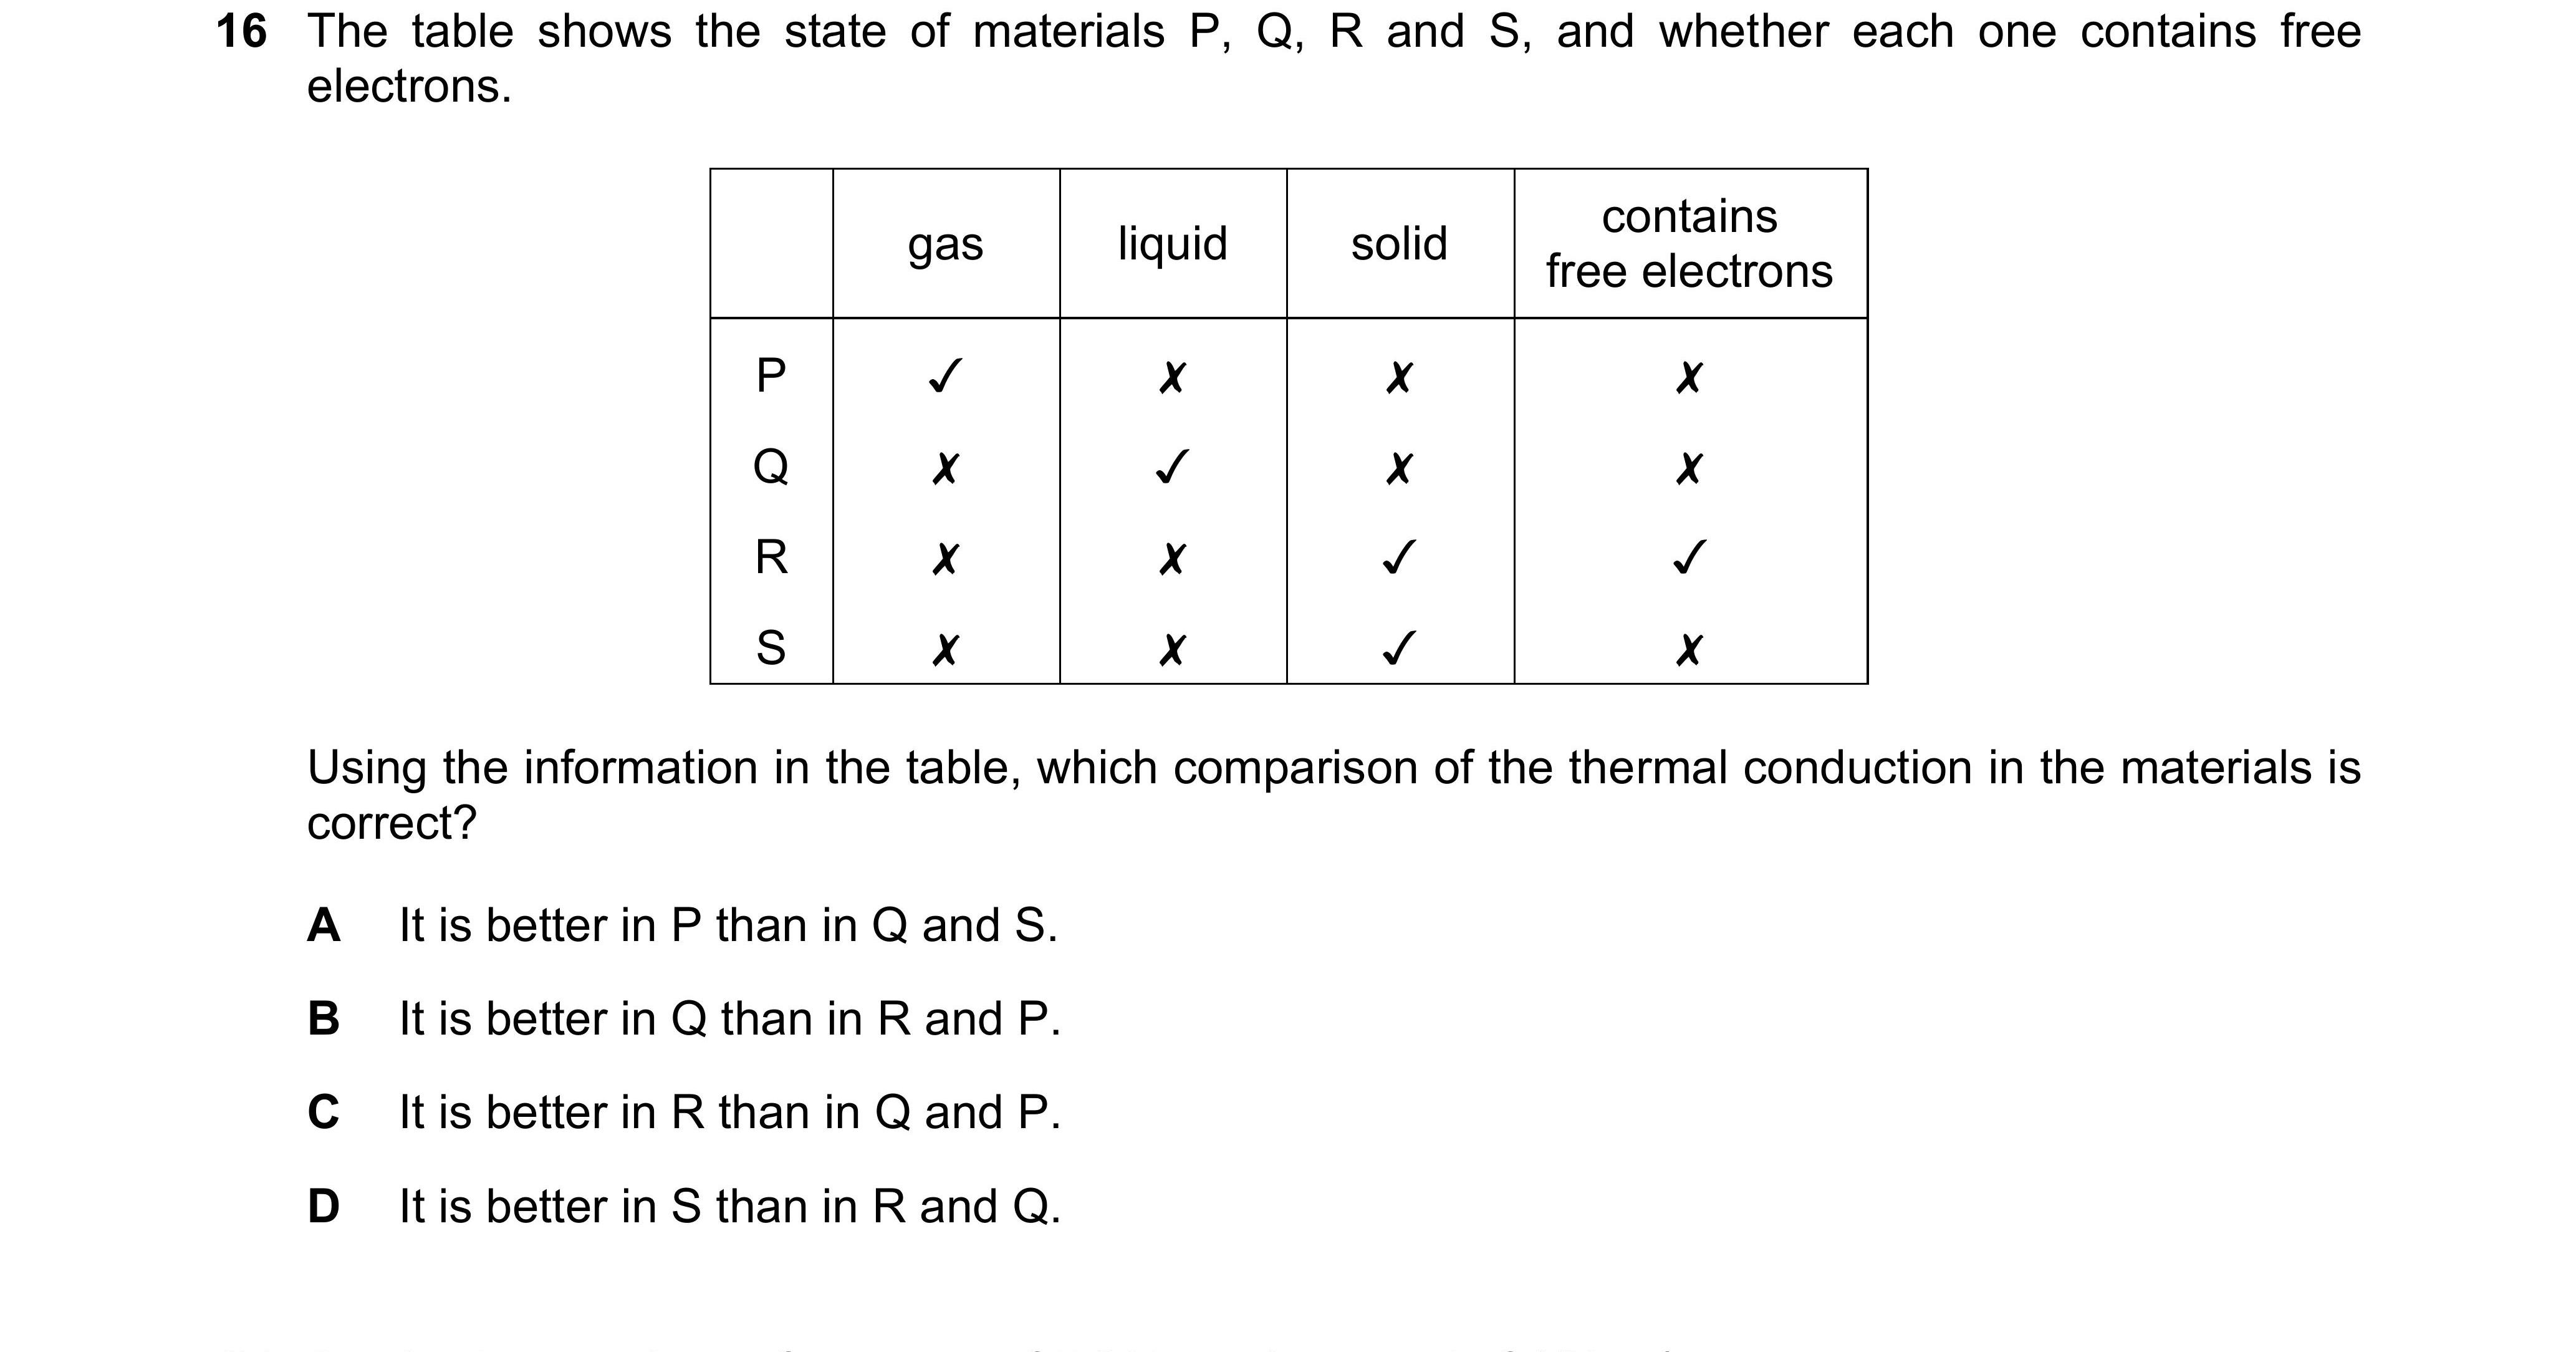 16 The table shows the state of materials P, Q, R and S, and whether each one contains free
electrons.
gas liquid solid contains free electrons
P ✓ ✗ ✗ ✗
Q ✗ ✓ ✗ ✗
R ✗ ✗ ✓ ✓
S ✗ ✗ ✓ ✗
Using the information in the table, which comparison of the thermal conduction in the materials is
correct?
A It is better in P than in Q and S.
B It is better in Q than in R and P.
C It is better in R than in Q and P.
D It is better in S than in R and Q.